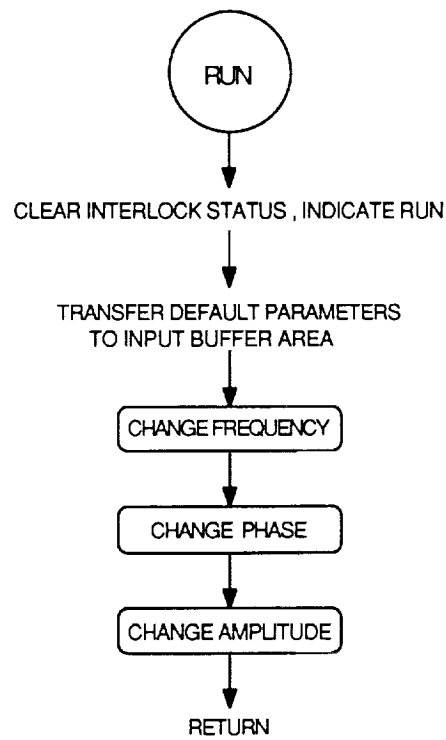 RUN
CLEAR INTERLOCK STATUS , INDICATE RUN
TRANSFER DEFAULT PARAMETERS
TO INPUT BUFFER AREA
CHANGE FREQUENCY
CHANGE PHASE
CHANGE AMPLITUDE
RETURN